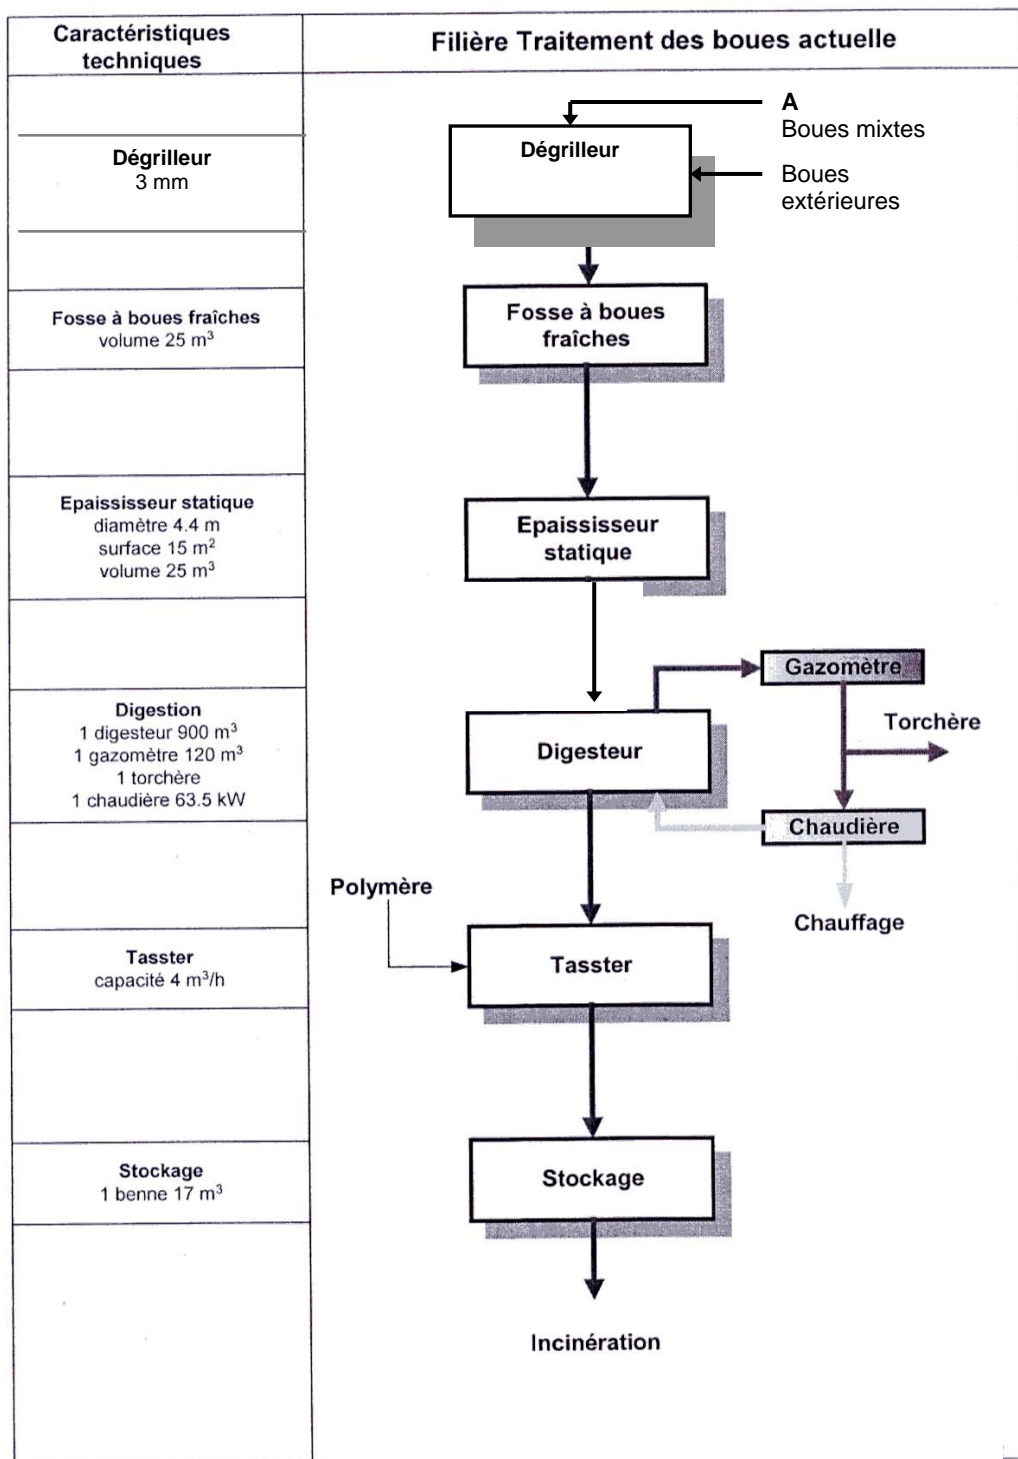 Caractéristiques
techniques
Filière Traitement des boues actuelle
A
Boues mixtes
Dégrilleur
Dégrilleur
3 mm
Boues
extérieures
Fosse à boues fraîches
volume 25 m³
Fosse à boues
fraîches
Epaississeur statique
diamètre 4.4 m
surface 15 m²
volume 25 m³
Epaississeur
statique
Gazomètre
Digestion
1 digesteur 900 m³
1 gazomètre 120 m³
1 torchère
1 chaudière 63.5 kW
Digesteur
Torchère
Chaudière
Polymère
Chauffage
Tasster
capacité 4 m³/h
Tasster
Stockage
1 benne 17 m³
Stockage
Incinération